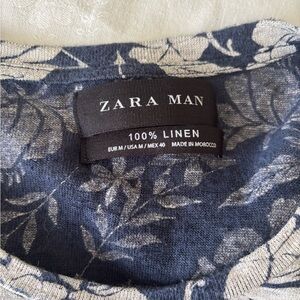 ZARA MAN
100% LINEN
EUR M / USA M / MEX 40 MADE IN MOROCCO